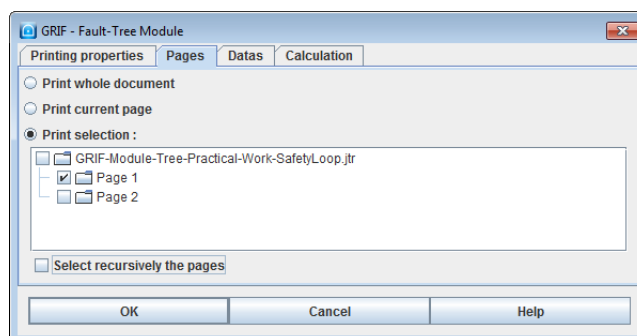 GRIF - Fault-Tree Module
Printing properties Pages Datas Calculation
Print whole document
Print current page
Print selection :
GRIF-Module-Tree-Practical-Work-SafetyLoop.jtr
Page 1
Page 2
Select recursively the pages
OK Cancel Help